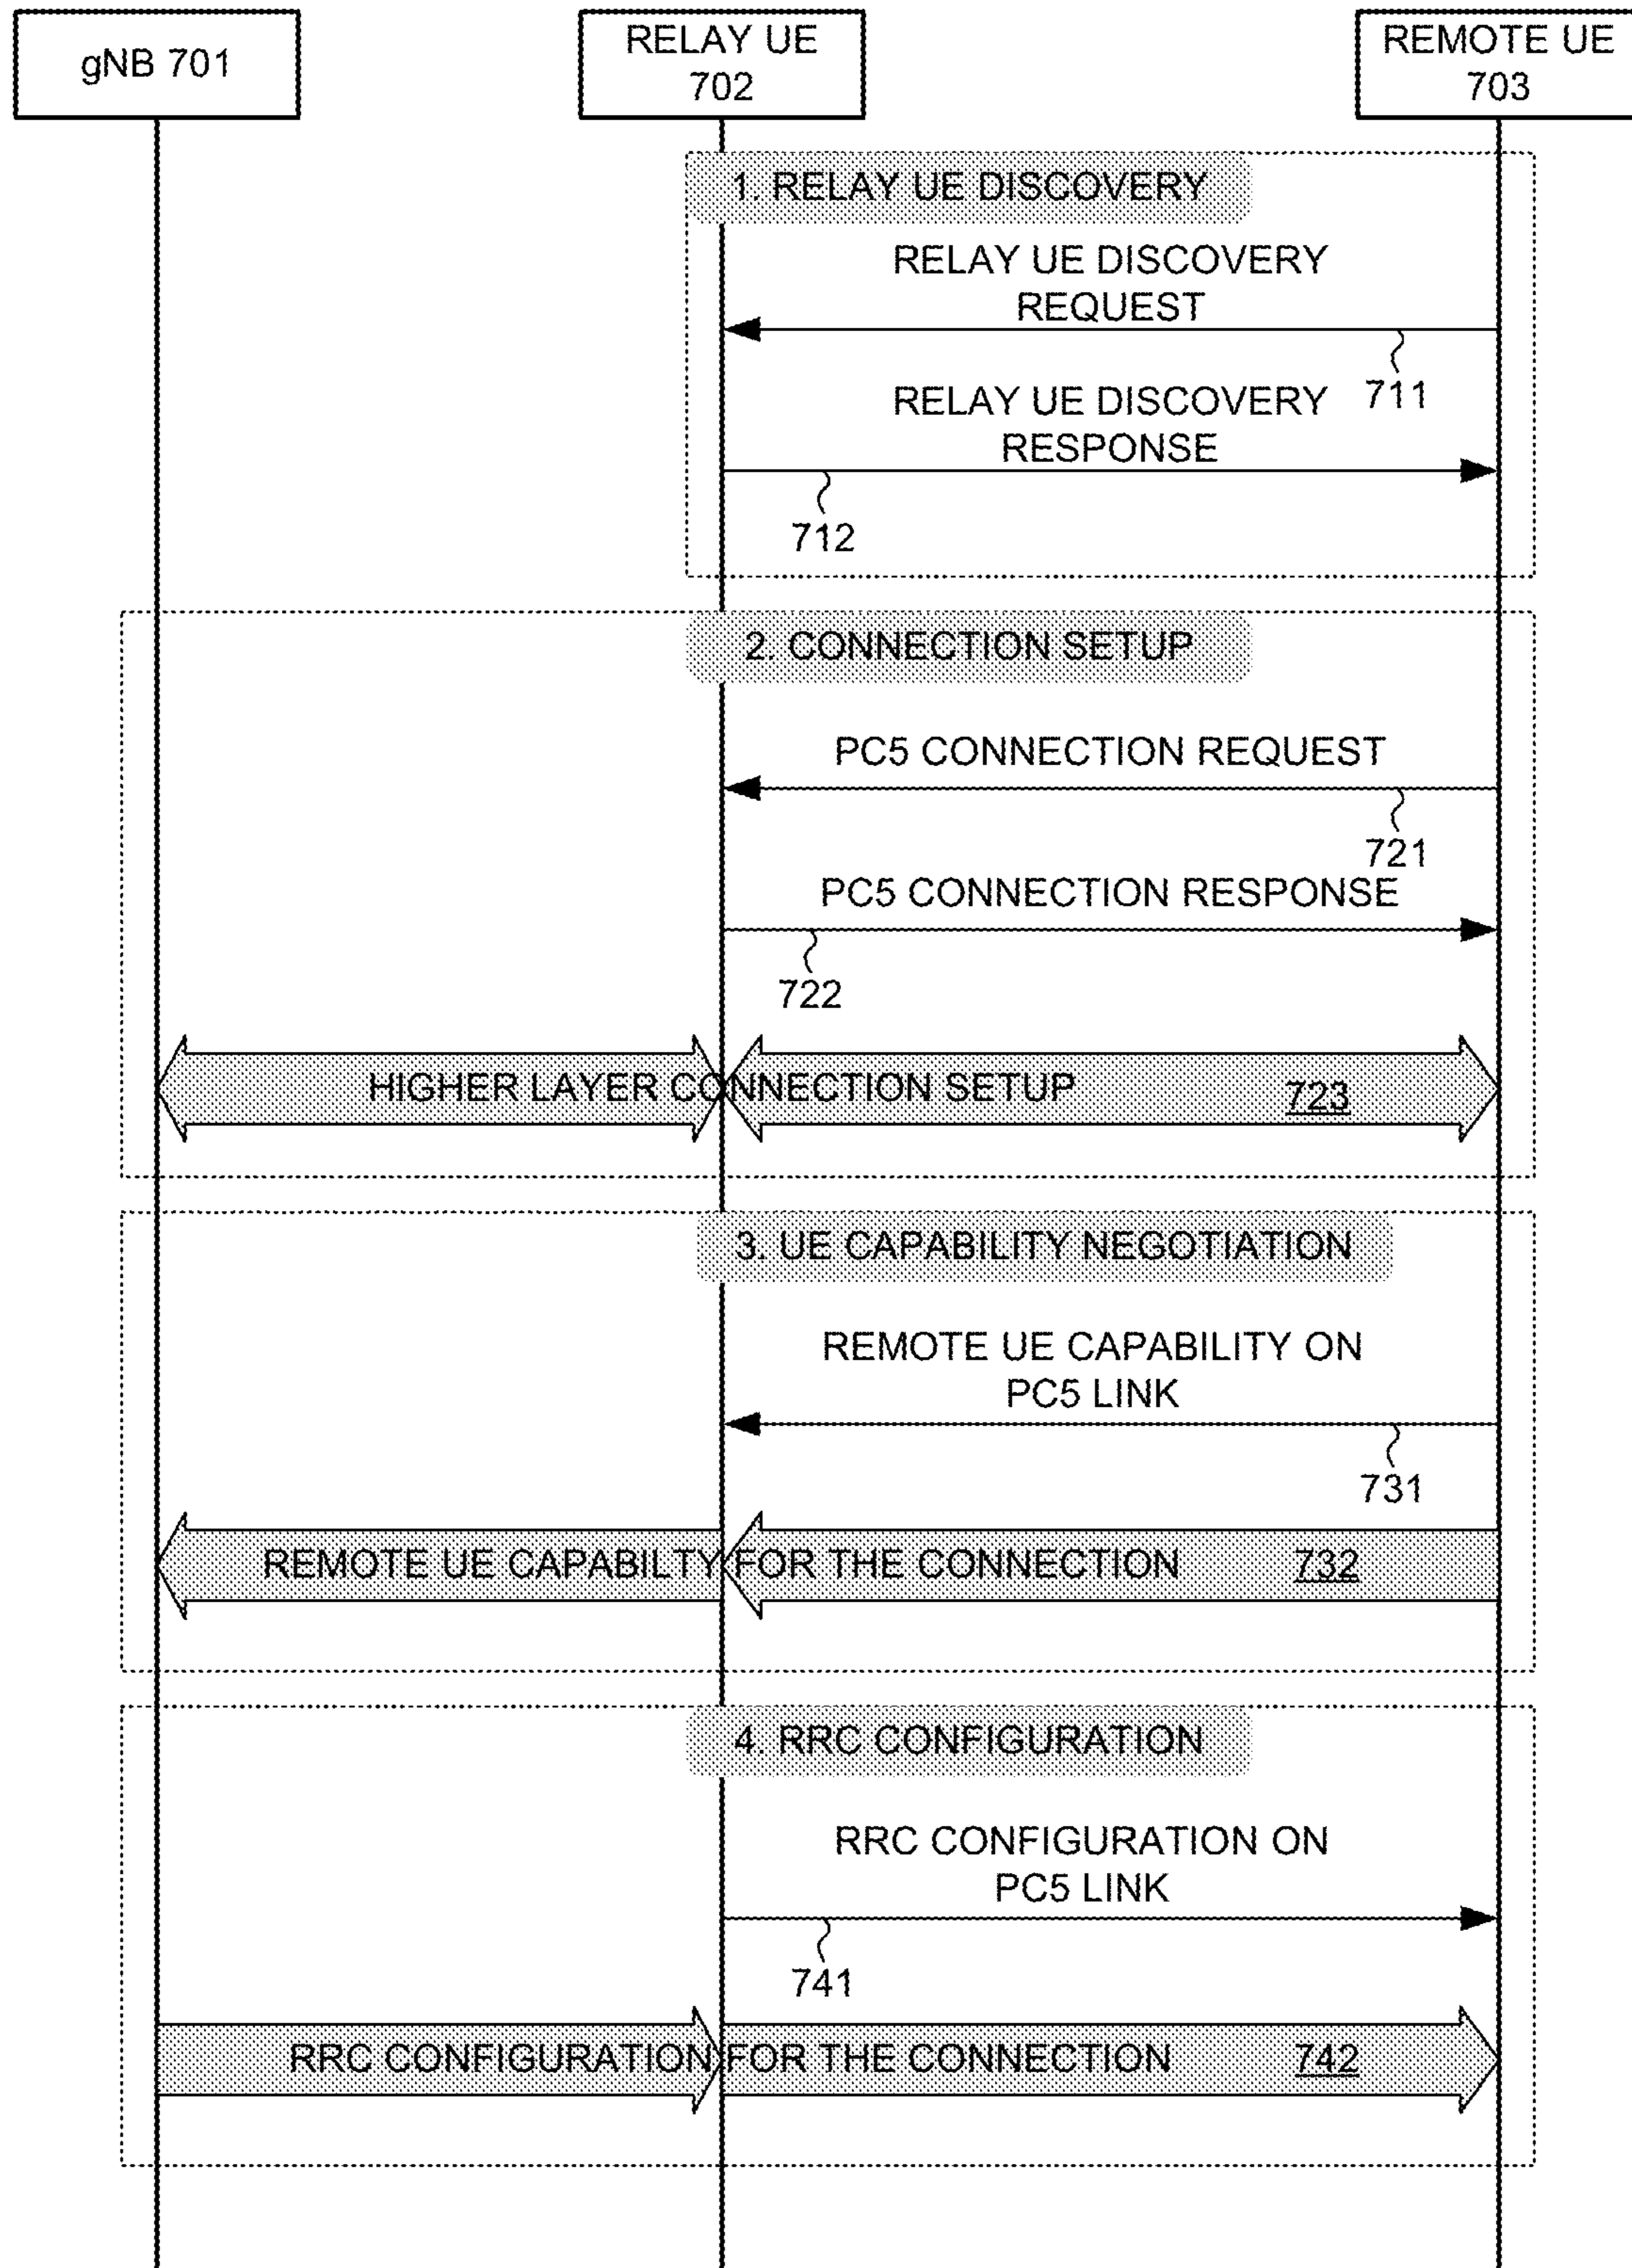 gNB 701
RELAY UE
702
REMOTE UE
703
1. RELAY UE DISCOVERY
RELAY UE DISCOVERY
REQUEST
711
RELAY UE DISCOVERY
RESPONSE
712
2. CONNECTION SETUP
PC5 CONNECTION REQUEST
721
PC5 CONNECTION RESPONSE
722
HIGHER LAYER CONNECTION SETUP 723
3. UE CAPABILITY NEGOTIATION
REMOTE UE CAPABILITY ON
PC5 LINK
731
REMOTE UE CAPABILTY FOR THE CONNECTION 732
4. RRC CONFIGURATION
RRC CONFIGURATION ON
PC5 LINK
741
RRC CONFIGURATION FOR THE CONNECTION 742